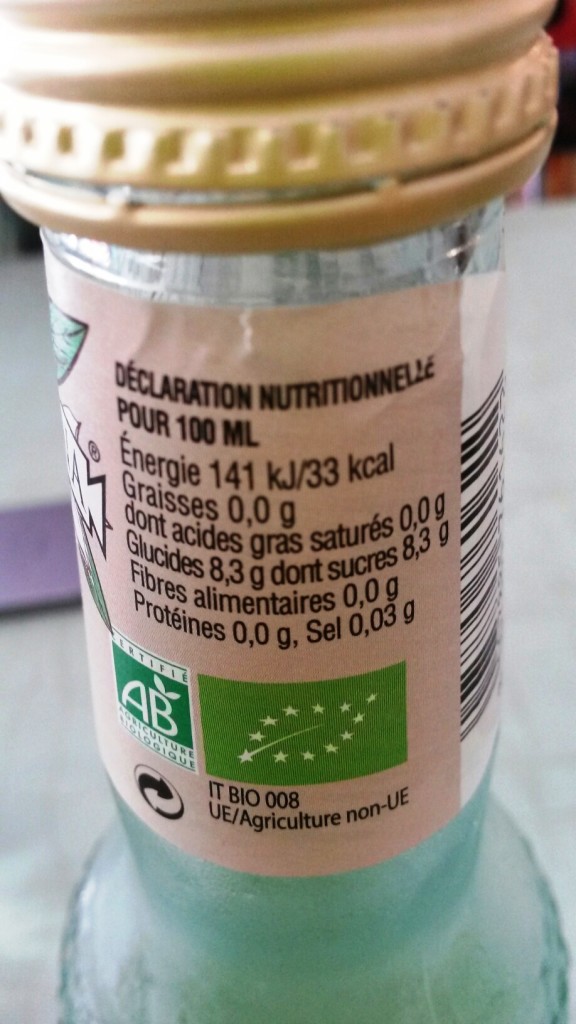 DÉCLARATION NUTRITIONNELLE
POUR 100 ML
Énergie 141 kJ/33 kcal
Graisses 0,0 g
dont acides gras saturés 0,0 g
Glucides 8,3 g dont sucres 8,3 g
Fibres alimentaires 0,0 g
Protéines 0,0 g, Sel 0,03 g
CERTIFIÉ
AB
AGRICULTURE
BIOLOGIQUE
IT BIO 008
UE/Agriculture non-UE